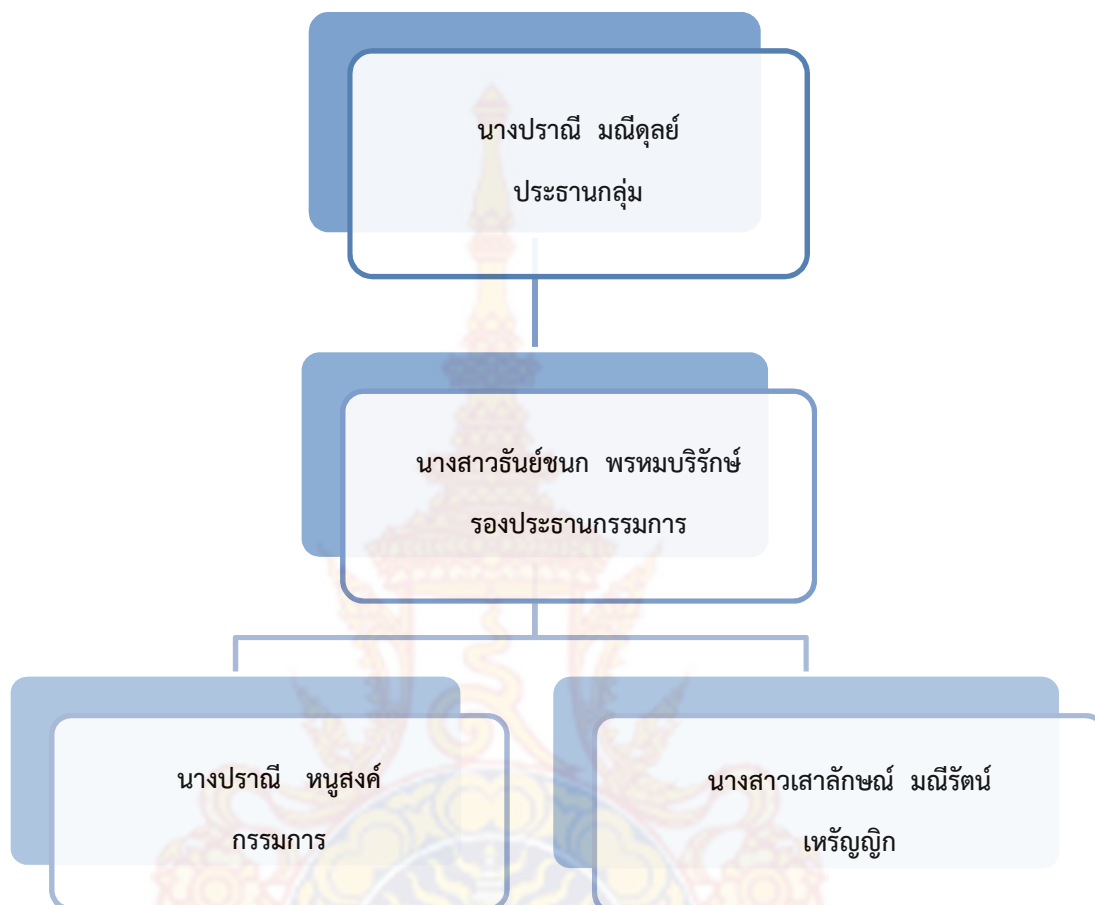 นางปราณี มณีดุลย์
ประธานกลุ่ม
นางสาวธันย์ชนก พรหมบริรักษ์
รองประธานกรรมการ
นางปราณี หนูสงค์
กรรมการ
นางสาวเสาลักษณ์ มณีรัตน์
เหรัญญิก